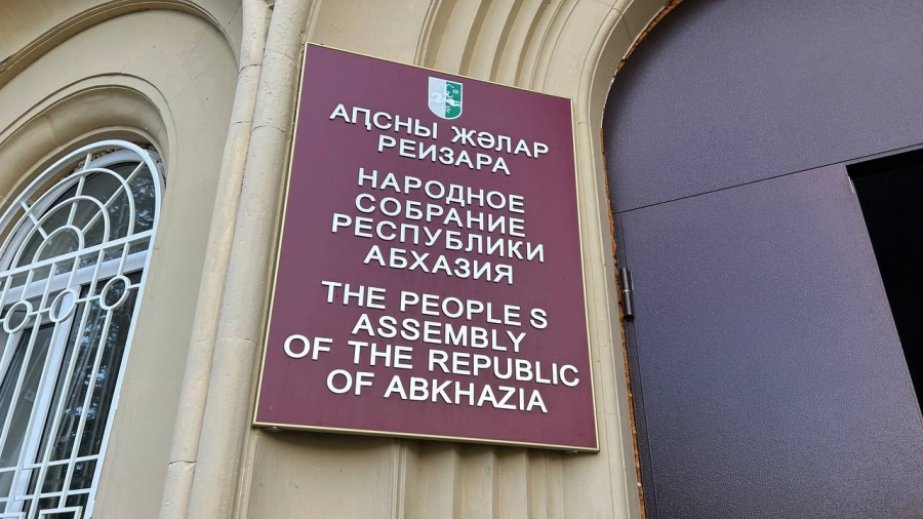 АԤСНЫ ЖӘЛАР
РЕИЗАРА
НАРОДНОЕ
СОБРАНИЕ
РЕСПУБЛИКИ
АБХАЗИЯ
THE PEOPLE S
ASSEMBLY
OF THE REPUBLIC
OF ABKHAZIA